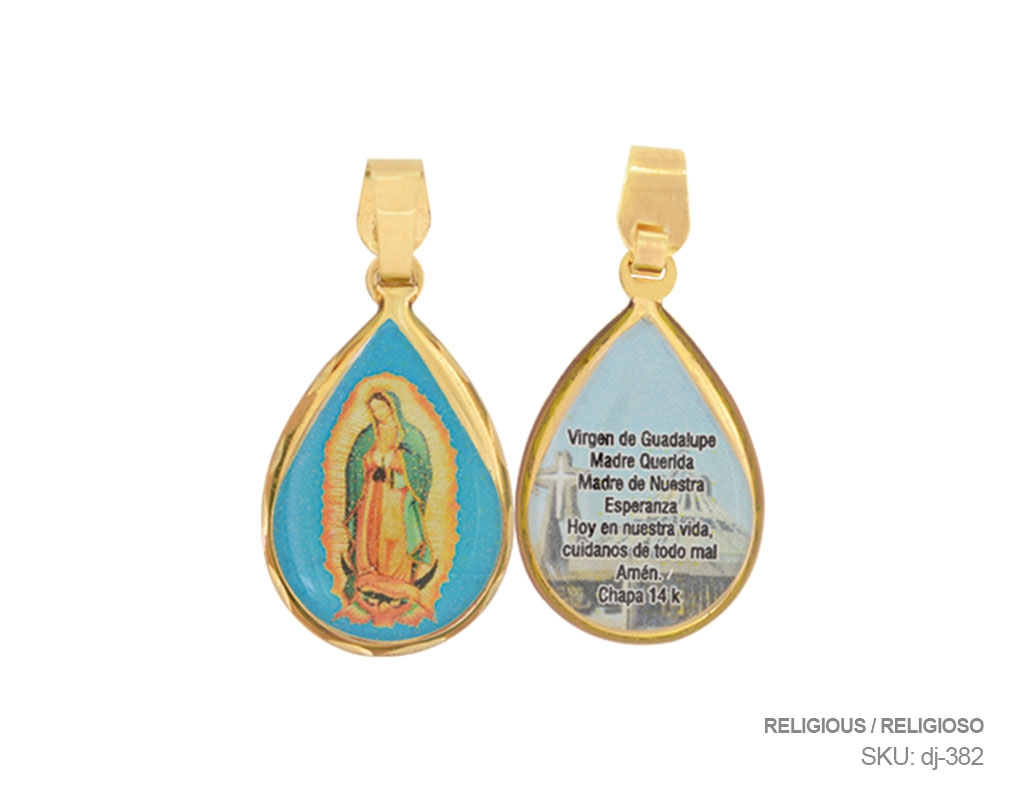 Virgen de Guadalupe
Madre Querida
Madre de Nuestra
Esperanza
Hoy en nuestra vida,
cuidanos de todo mal
Amén.
Chapa 14 k
RELIGIOUS / RELIGIOSO
SKU: dj-382